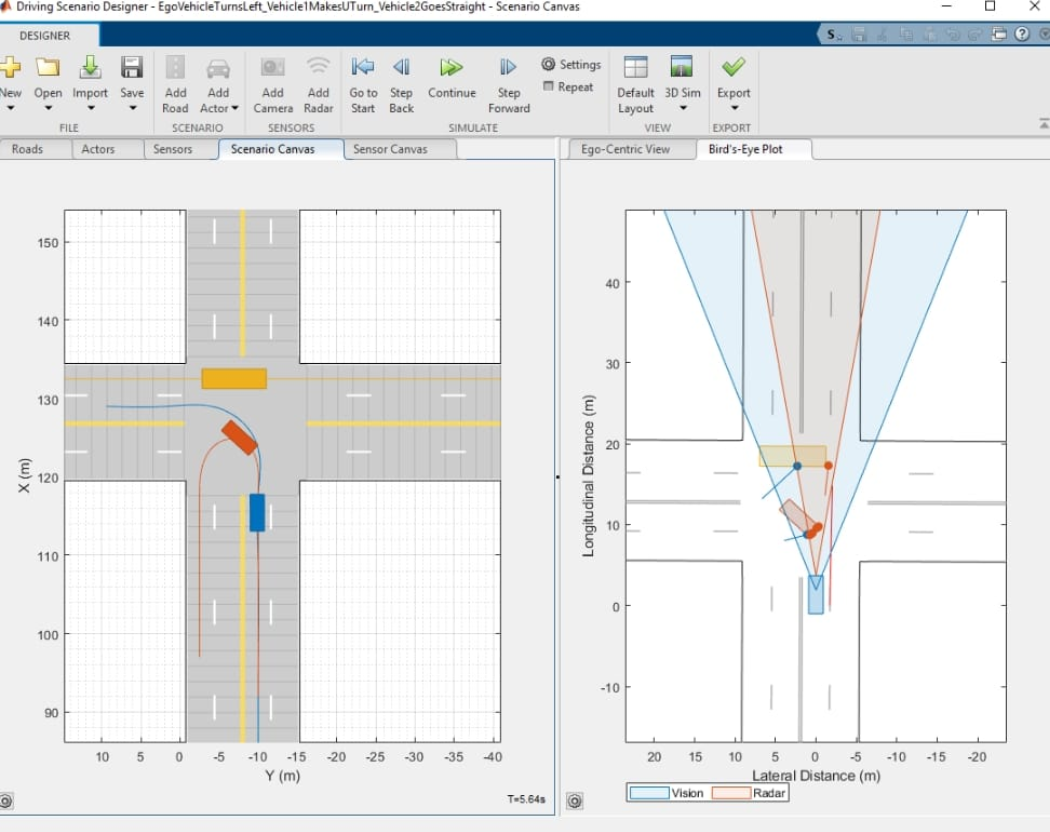 Driving Scenario Designer - EgoVehicleTurnsLeft_Vehicle1MakesUTurn_Vehicle2GoesStraight - Scenario Canvas
DESIGNER
New Open Import Save Add Road Add Actor Add Camera Add Radar Go to Start Step Back Continue Step Forward Settings Repeat Default Layout 3D Sim Export
FILE SCENARIO SENSORS SIMULATE VIEW EXPORT
Roads Actors Sensors Scenario Canvas Sensor Canvas Ego-Centric View Bird's-Eye Plot
150
140
130
120
110
100
90
X (m)
10 5 0 -5 -10 -15 -20 -25 -30 -35 -40
Y (m)
T=5.64s
40
30
20
10
0
-10
Longitudinal Distance (m)
20 15 10 5 0 -5 -10 -15 -20
Lateral Distance (m)
Vision Radar